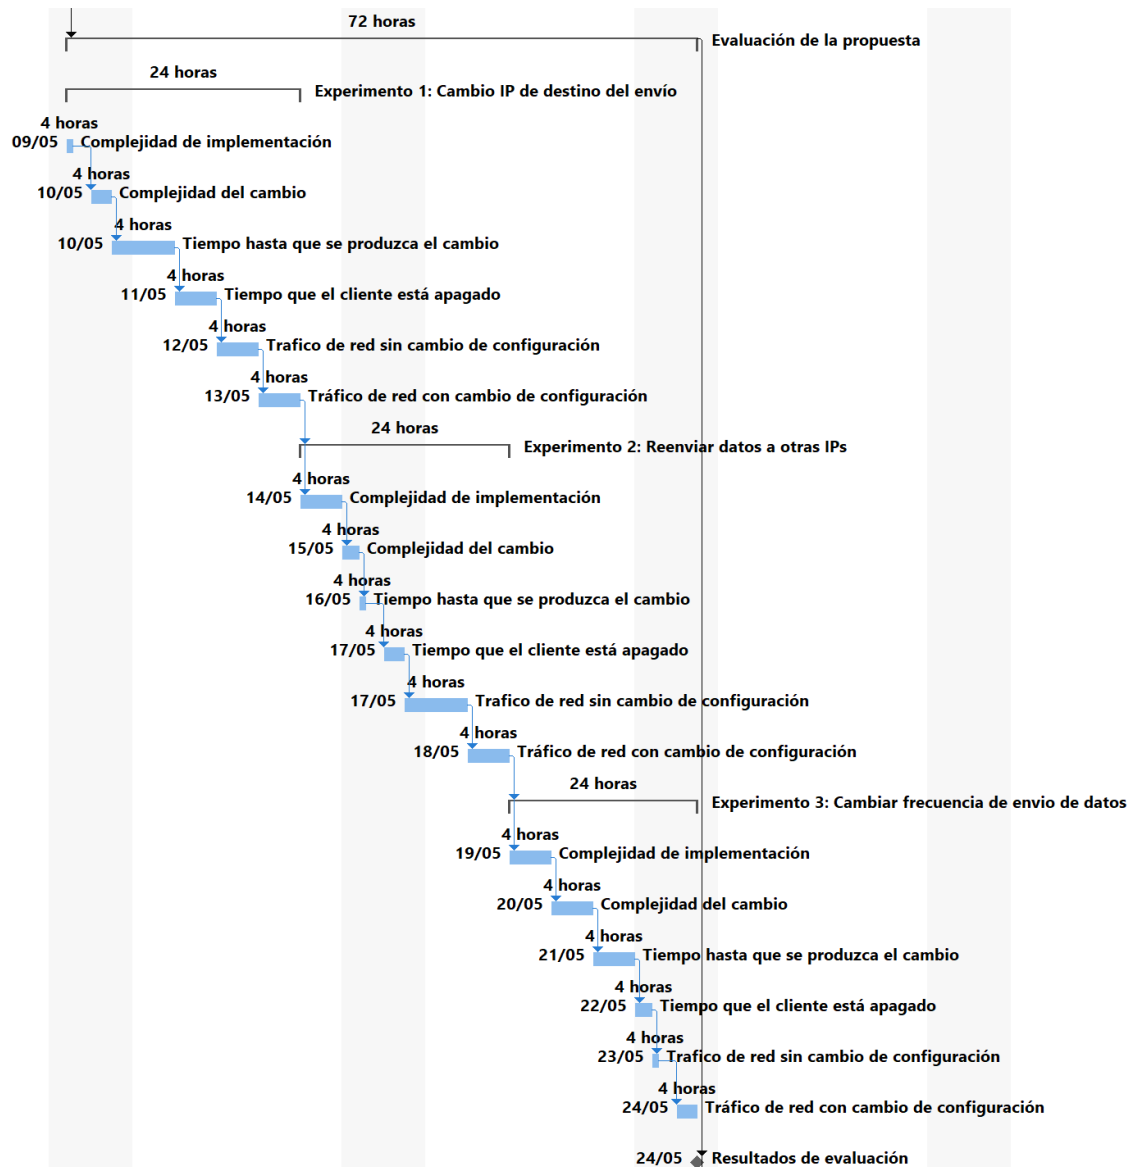 72 horas
Evaluación de la propuesta
24 horas
Experimento 1: Cambio IP de destino del envío
4 horas
09/05 Complejidad de implementación
4 horas
10/05 Complejidad del cambio
4 horas
10/05 Tiempo hasta que se produzca el cambio
4 horas
11/05 Tiempo que el cliente está apagado
4 horas
12/05 Trafico de red sin cambio de configuración
4 horas
13/05 Tráfico de red con cambio de configuración
24 horas
Experimento 2: Reenviar datos a otras IPs
4 horas
14/05 Complejidad de implementación
4 horas
15/05 Complejidad del cambio
4 horas
16/05 Tiempo hasta que se produzca el cambio
4 horas
17/05 Tiempo que el cliente está apagado
4 horas
17/05 Trafico de red sin cambio de configuración
4 horas
18/05 Tráfico de red con cambio de configuración
24 horas
Experimento 3: Cambiar frecuencia de envio de datos
4 horas
19/05 Complejidad de implementación
4 horas
20/05 Complejidad del cambio
4 horas
21/05 Tiempo hasta que se produzca el cambio
4 horas
22/05 Tiempo que el cliente está apagado
4 horas
23/05 Trafico de red sin cambio de configuración
4 horas
24/05 Tráfico de red con cambio de configuración
24/05 Resultados de evaluación